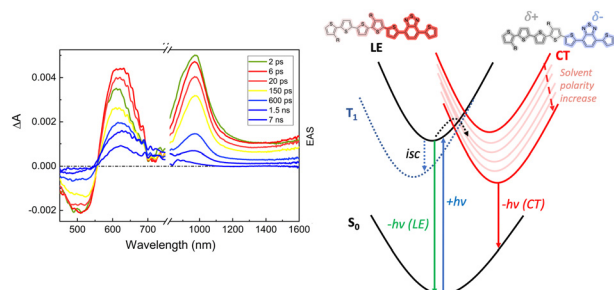 0.004
0.002
0.000
-0.002
ΔA
2 ps
6 ps
20 ps
150 ps
600 ps
1.5 ns
7 ns
500
600
700
800
1000
1200
1400
1600
Wavelength (nm)
EAS
LE
δ+
δ-
CT
Solvent
polarity
increase
T1
isc
-hν (LE)
+hν
-hν (CT)
S0